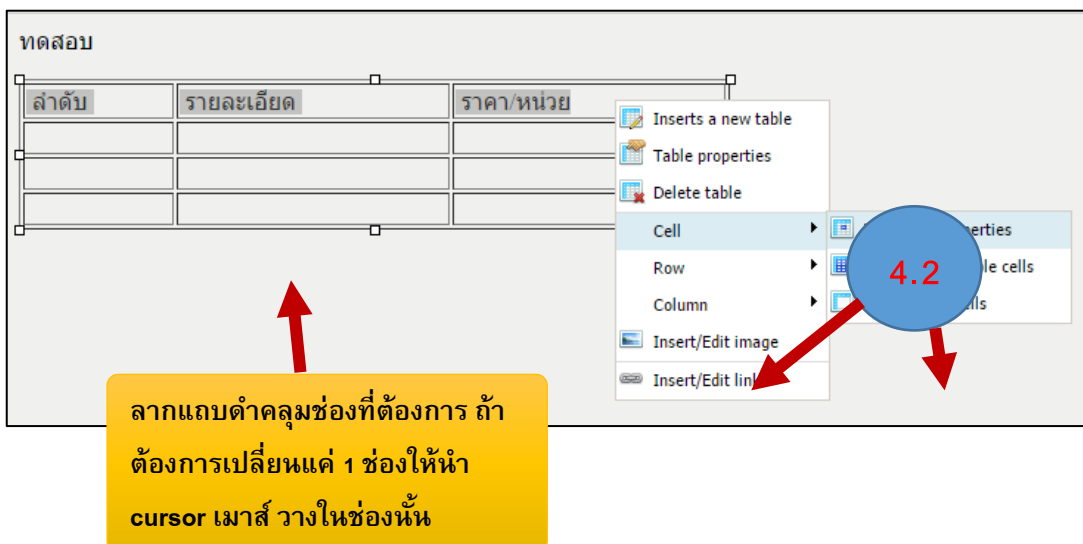 ทดสอบ
ลำดับ รายละเอียด ราคา/หน่วย
Inserts a new table
Table properties
Delete table
Cell
Row cells
Column
4.2
Insert/Edit image
Insert/Edit
ลากแถบดำคลุมช่องที่ต้องการ ถ้า
ต้องการเปลี่ยนแค่ 1 ช่องให้นำ
cursor เมาส์ วางในช่องนั้น